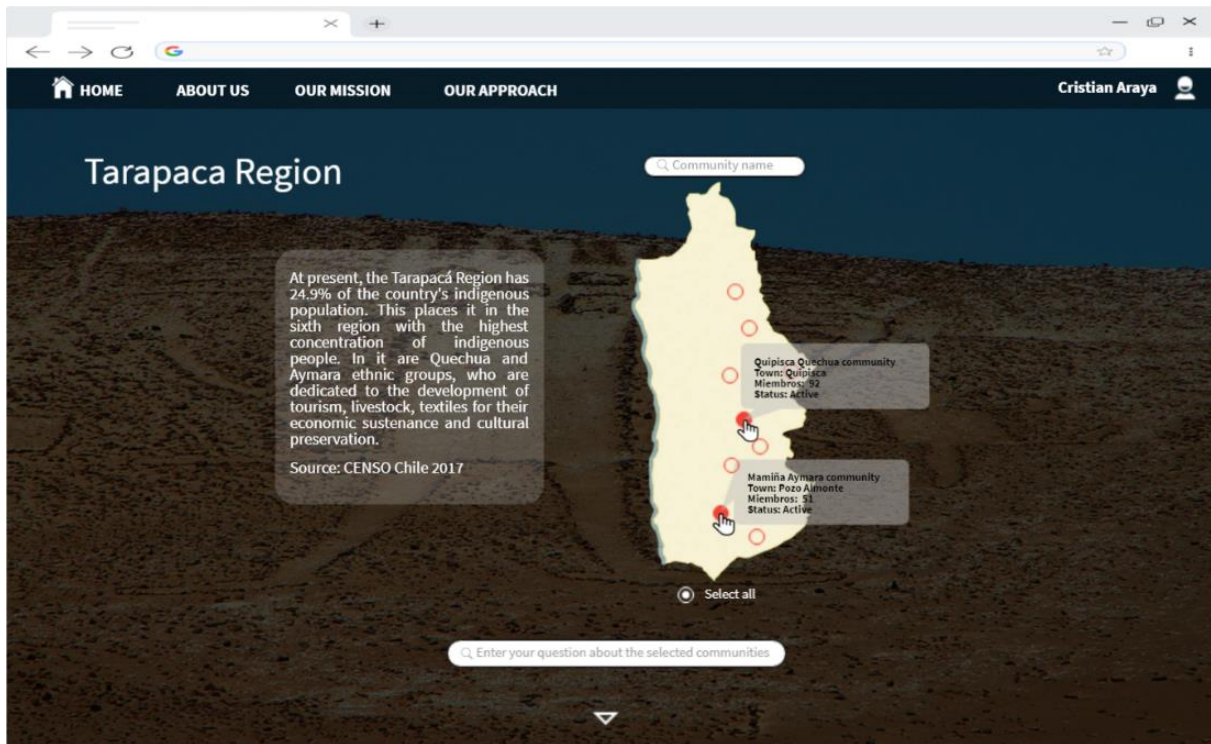 HOME
ABOUT US
OUR MISSION
OUR APPROACH
Cristian Araya
Tarapaca Region
Community name
At present, the Tarapacá Region has
24.9% of the country's indigenous
population. This places it in the
sixth region with the highest
concentration of indigenous
people. In it are Quechua and
Aymara ethnic groups, who are
dedicated to the development of
tourism, livestock, textiles for their
economic sustenance and cultural
preservation.
Source: CENSO Chile 2017
Quipisca Quechua community
Town: Quipisca
Miembros: 92
Status: Active
Mamiña Aymara community
Town: Pozo Almonte
Miembros: 51
Status: Active
Select all
Enter your question about the selected communities